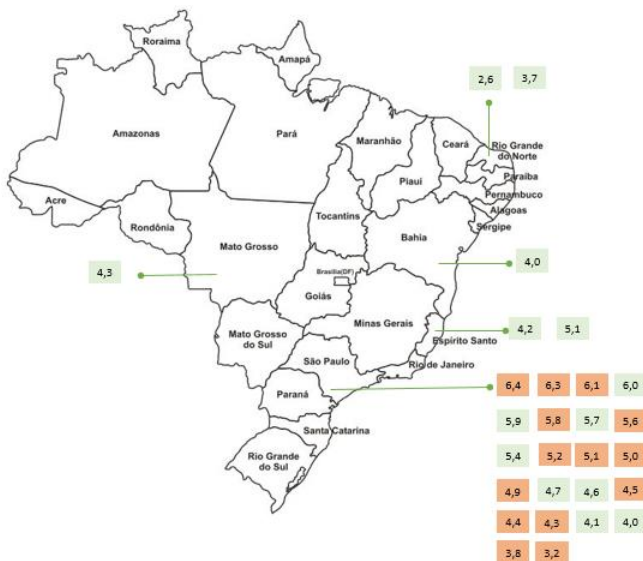 Roraima
Amapá
2,6 3,7
Amazonas
Pará
Maranhão
Ceará
Rio Grande
do Norte
Paraíba
Piauí
Pernambuco
Acre
Alagoas
Sergipe
Rondônia
Tocantins
Mato Grosso
Bahia
4,3
4,0
Brasília(DF)
Goiás
Minas Gerais
4,2 5,1
Mato Grosso
do Sul
Espírito Santo
São Paulo
Rio de Janeiro
Paraná
6,4 6,3 6,1 6,0
5,9 5,8 5,7 5,6
Santa Catarina
Rio Grande
do Sul
5,4 5,2 5,1 5,0
4,9 4,7 4,6 4,5
4,4 4,3 4,1 4,0
3,8 3,2